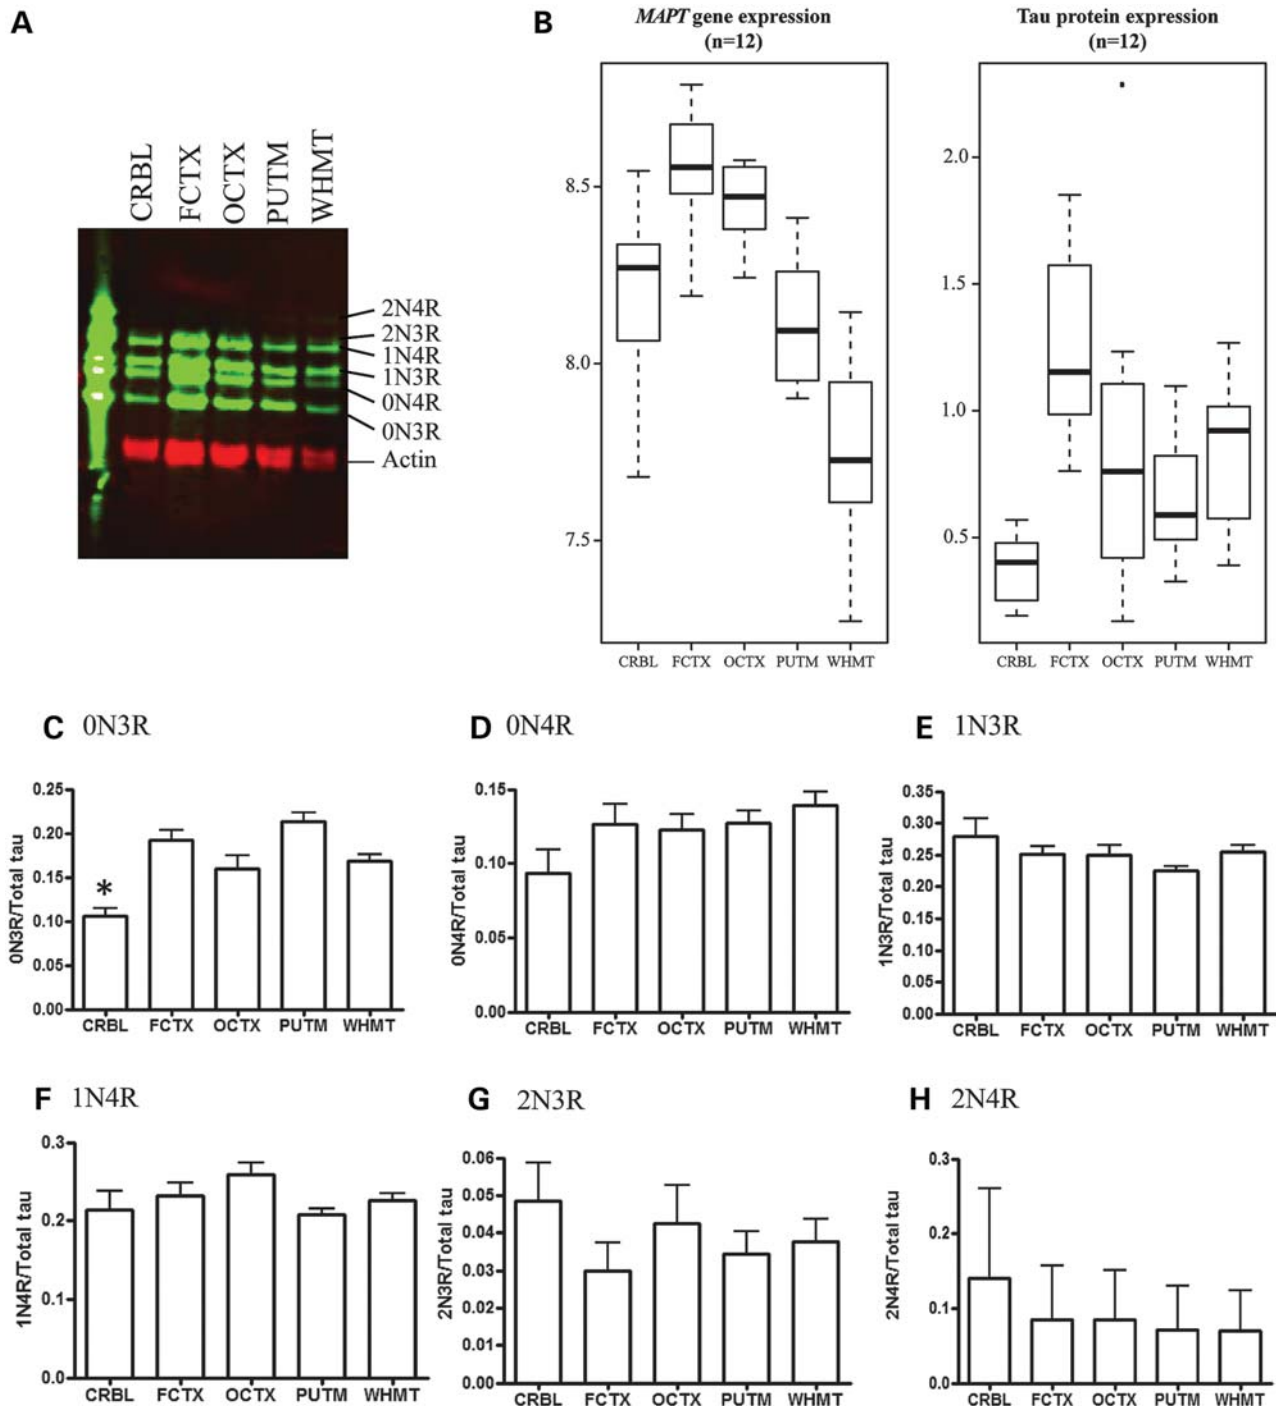 A
CRBL
FCTX
OCTX
PUTM
WHMT
2N4R
2N3R
1N4R
1N3R
0N4R
0N3R
Actin
B
MAPT gene expression
(n=12)
8.5
8.0
7.5
CRBL FCTX OCTX PUTM WHMT
Tau protein expression
(n=12)
2.0
1.5
1.0
0.5
CRBL FCTX OCTX PUTM WHMT
C 0N3R
0N3R/Total tau
0.25
0.20
0.15
0.10
0.05
0.00
*
CRBL FCTX OCTX PUTM WHMT
D 0N4R
0N4R/Total tau
0.15
0.10
0.05
0.00
CRBL FCTX OCTX PUTM WHMT
E 1N3R
1N3R/Total tau
0.35
0.30
0.25
0.20
0.15
0.10
0.05
0.00
CRBL FCTX OCTX PUTM WHMT
F 1N4R
1N4R/Total tau
0.3
0.2
0.1
0.0
CRBL FCTX OCTX PUTM WHMT
G 2N3R
2N3R/Total tau
0.06
0.05
0.04
0.03
0.02
0.01
0.00
CRBL FCTX OCTX PUTM WHMT
H 2N4R
2N4R/Total tau
0.3
0.2
0.1
0.0
CRBL FCTX OCTX PUTM WHMT